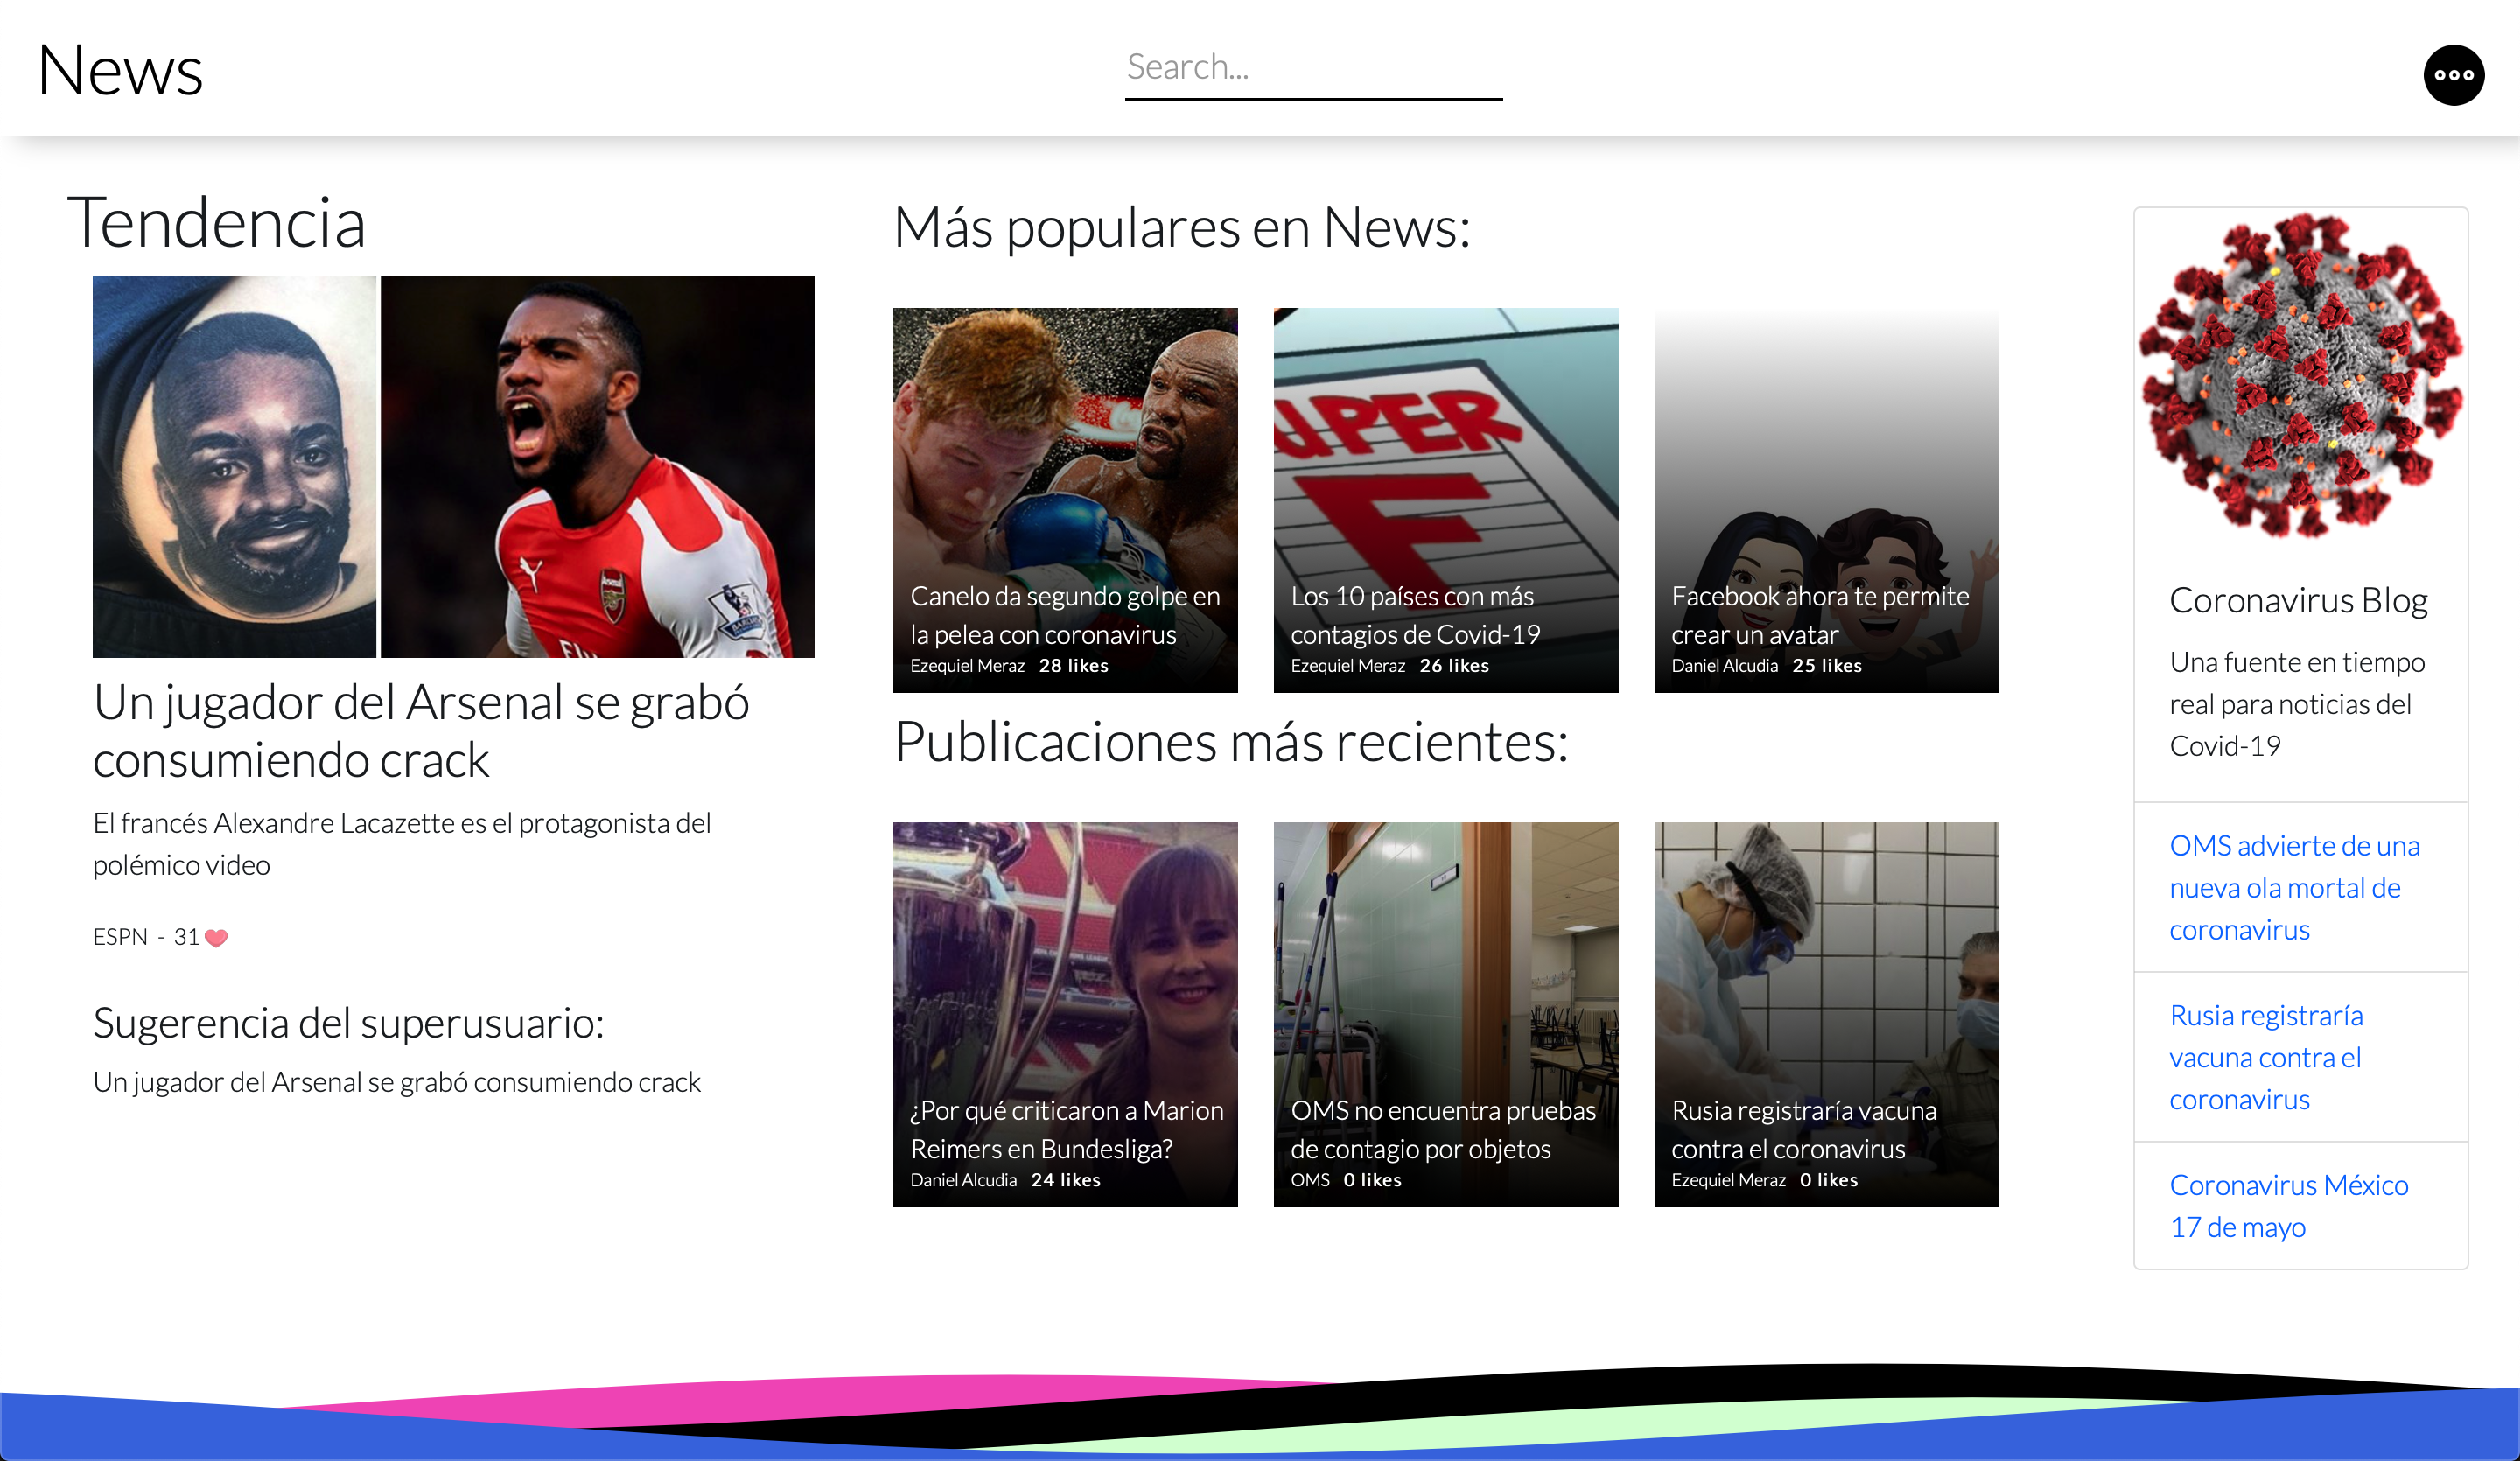 News
Search...
Tendencia
Un jugador del Arsenal se grabó
consumiendo crack
El francés Alexandre Lacazette es el protagonista del
polémico video
ESPN - 31
Sugerencia del superusuario:
Un jugador del Arsenal se grabó consumiendo crack
Más populares en News:
UPER
F
Canelo da segundo golpe en
la pelea con coronavirus
Ezequiel Meraz 28 likes
Los 10 países con más
contagios de Covid-19
Ezequiel Meraz 26 likes
Facebook ahora te permite
crear un avatar
Daniel Alcudia 25 likes
Publicaciones más recientes:
¿Por qué criticaron a Marion
Reimers en Bundesliga?
Daniel Alcudia 24 likes
OMS no encuentra pruebas
de contagio por objetos
OMS 0 likes
Rusia registraría vacuna
contra el coronavirus
Ezequiel Meraz 0 likes
Coronavirus Blog
Una fuente en tiempo
real para noticias del
Covid-19
OMS advierte de una
nueva ola mortal de
coronavirus
Rusia registraría
vacuna contra el
coronavirus
Coronavirus México
17 de mayo